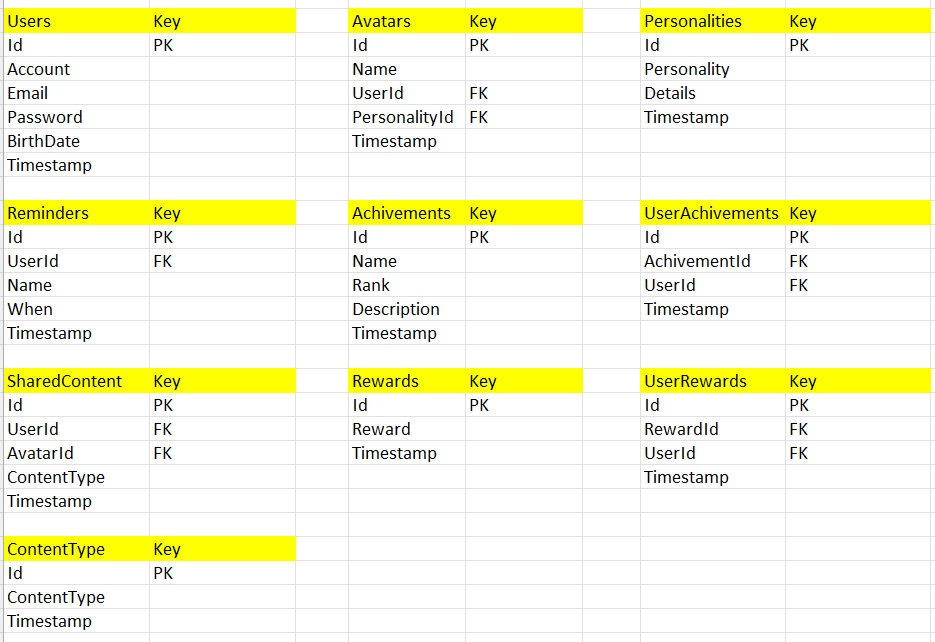 Users Key Avatars Key Personalities Key
Id PK Id PK Id PK
Account Name Personality
Email UserId FK Details
Password PersonalityId FK Timestamp
BirthDate Timestamp
Timestamp
Reminders Key Achivements Key UserAchivements Key
Id PK Id PK Id PK
UserId FK Name AchivementId FK
Name Rank UserId FK
When Description Timestamp
Timestamp Timestamp
SharedContent Key Rewards Key UserRewards Key
Id PK Id PK Id PK
UserId FK Reward RewardId FK
AvatarId FK Timestamp UserId FK
ContentType Timestamp
Timestamp
ContentType Key
Id PK
ContentType
Timestamp